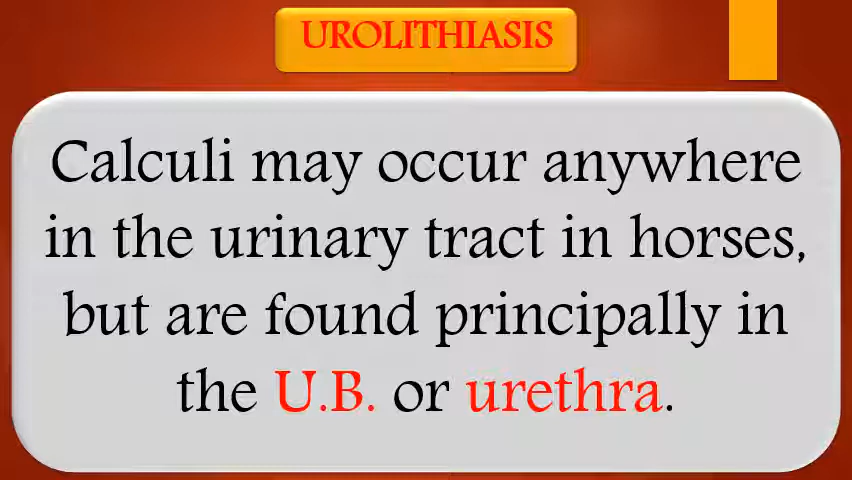 UROLITHIASIS
Calculi may occur anywhere
in the urinary tract in horses,
but are found principally in
the U.B. or urethra.